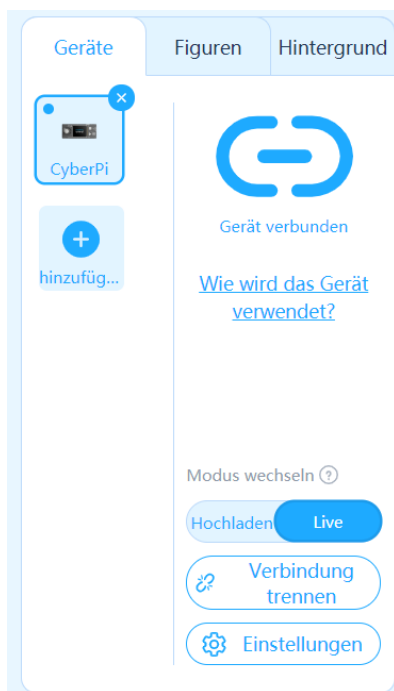 Geräte
Figuren
Hintergrund
CyberPi
hinzufüg...
Gerät verbunden
Wie wird das Gerät
verwendet?
Modus wechseln ?
Hochladen
Live
Verbindung
trennen
Einstellungen